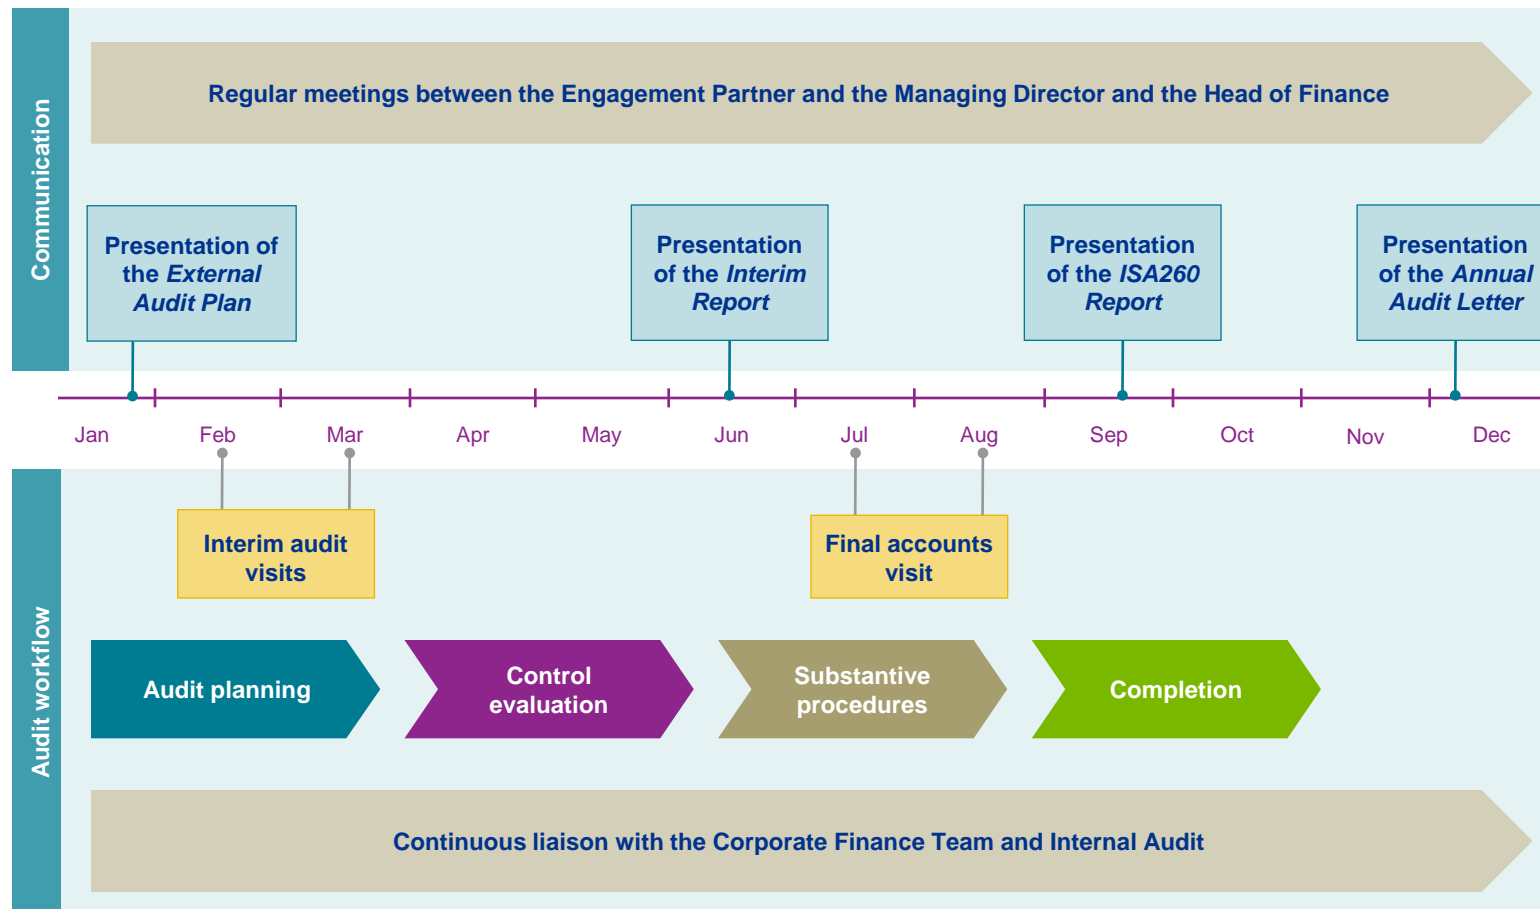 Communication
Regular meetings between the Engagement Partner and the Managing Director and the Head of Finance
Presentation of
the External
Audit Plan
Presentation
of the Interim
Report
Presentation
of the ISA260
Report
Presentation
of the Annual
Audit Letter
Jan Feb Mar Apr May Jun Jul Aug Sep Oct Nov Dec
Audit workflow
Interim audit
visits
Final accounts
visit
Audit planning
Control
evaluation
Substantive
procedures
Completion
Continuous liaison with the Corporate Finance Team and Internal Audit